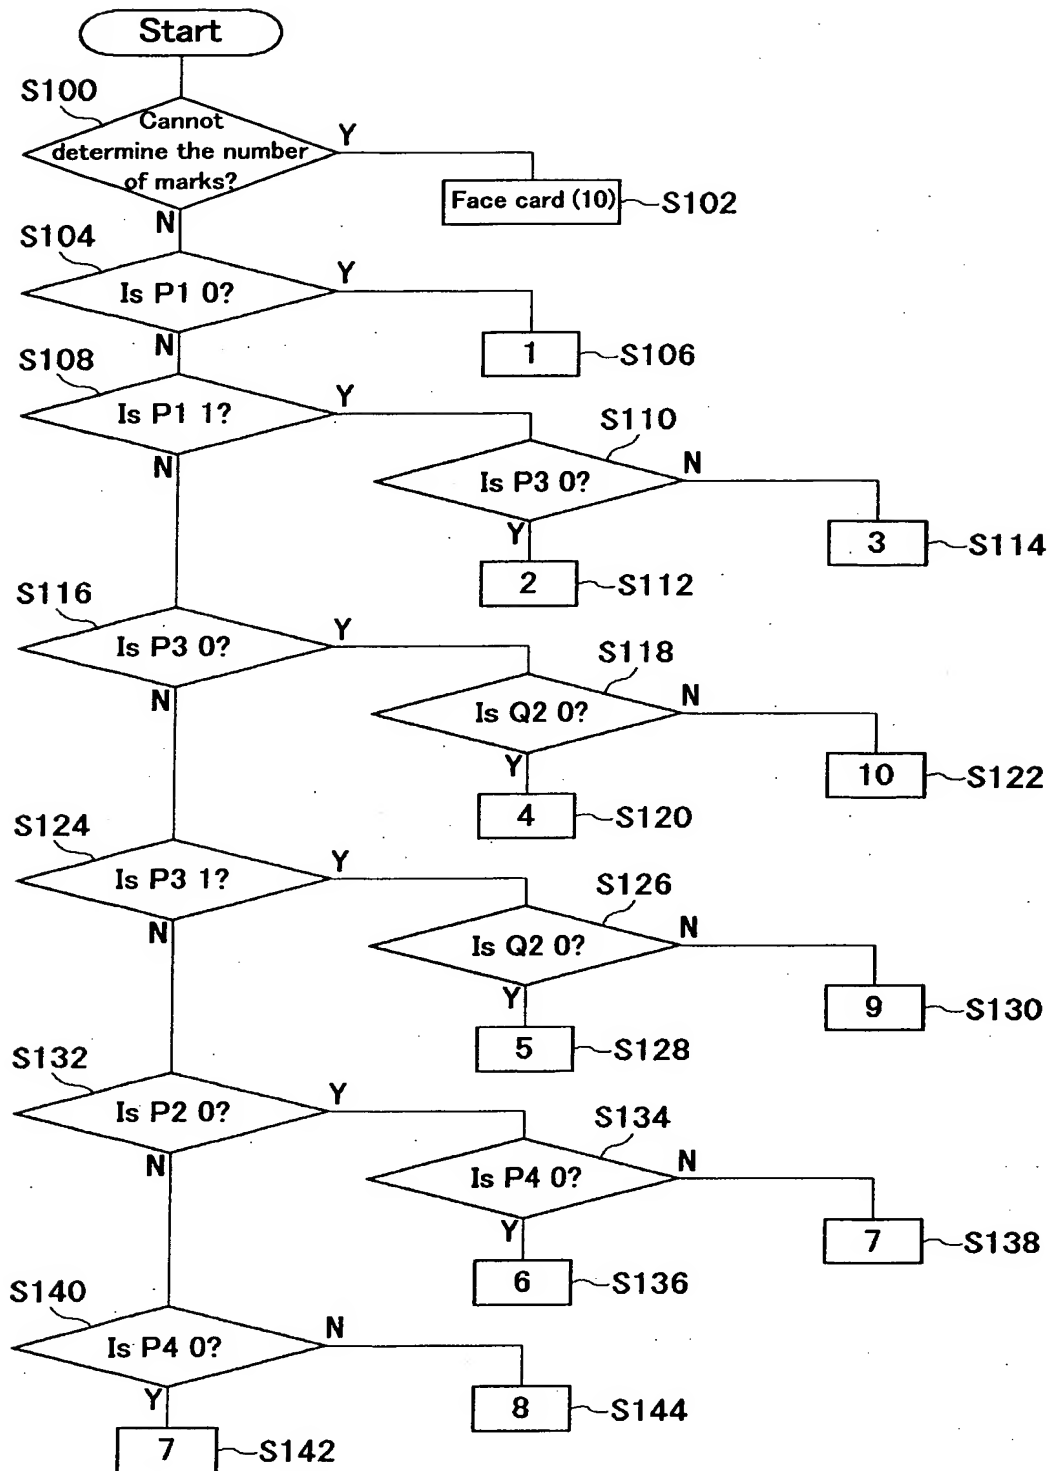 Start
S100
Cannot
determine the number
of marks?
Y
Face card (10)
S102
N
S104
Is P1 0?
Y
1
S106
N
S108
Is P1 1?
Y
S110
Is P3 0?
N
3
S114
Y
2
S112
N
S116
Is P3 0?
Y
S118
Is Q2 0?
N
10
S122
Y
4
S120
N
S124
Is P3 1?
Y
S126
Is Q2 0?
N
9
S130
Y
5
S128
N
S132
Is P2 0?
Y
S134
Is P4 0?
N
7
S138
Y
6
S136
N
S140
Is P4 0?
N
8
S144
Y
7
S142